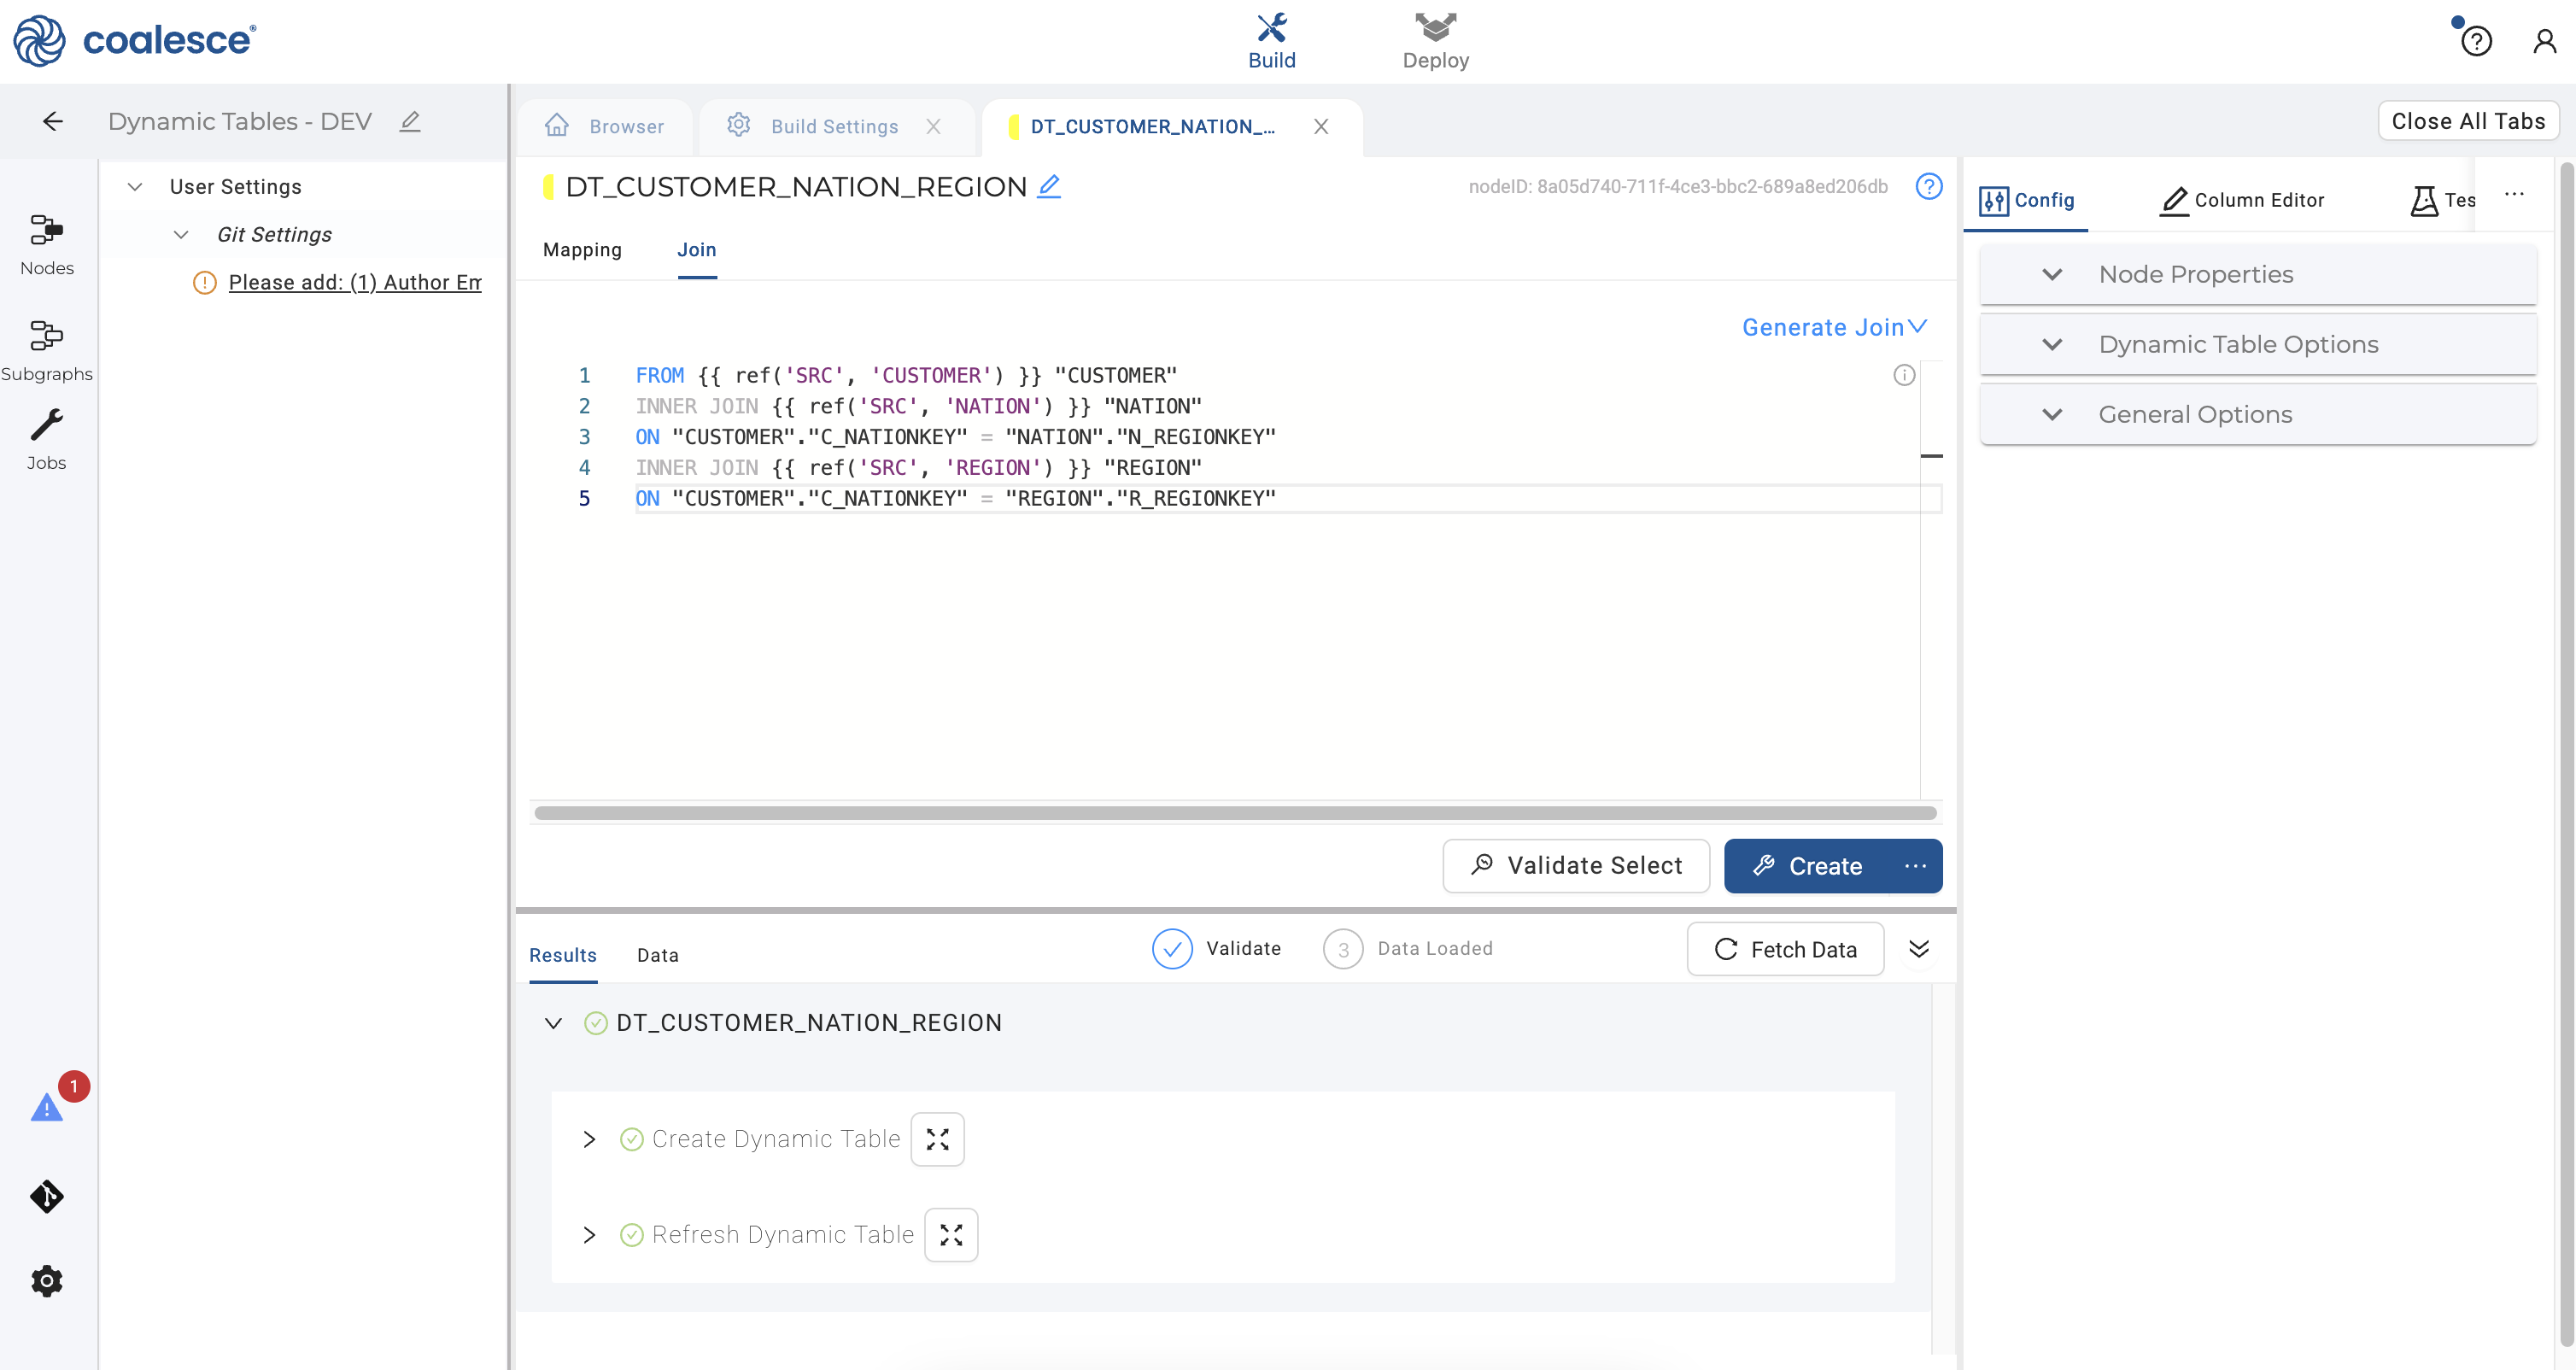 coalesce®
Build
Deploy
Dynamic Tables - DEV
Browser
Build Settings
DT_CUSTOMER_NATION_...
Close All Tabs
Nodes
Subgraphs
Jobs
1
User Settings
Git Settings
Please add: (1) Author Em
DT_CUSTOMER_NATION_REGION
nodeID: 8a05d740-711f-4ce3-bbc2-689a8ed206db
Mapping
Join
Generate Join
1 FROM {{ ref('SRC', 'CUSTOMER') }} "CUSTOMER"
2 INNER JOIN {{ ref('SRC', 'NATION') }} "NATION"
3 ON "CUSTOMER"."C_NATIONKEY" = "NATION"."N_REGIONKEY"
4 INNER JOIN {{ ref('SRC', 'REGION') }} "REGION"
5 ON "CUSTOMER"."C_NATIONKEY" = "REGION"."R_REGIONKEY"
Validate Select
Create ...
Results
Data
Validate
3 Data Loaded
Fetch Data
DT_CUSTOMER_NATION_REGION
Create Dynamic Table
Refresh Dynamic Table
Config
Column Editor
Tes
...
Node Properties
Dynamic Table Options
General Options